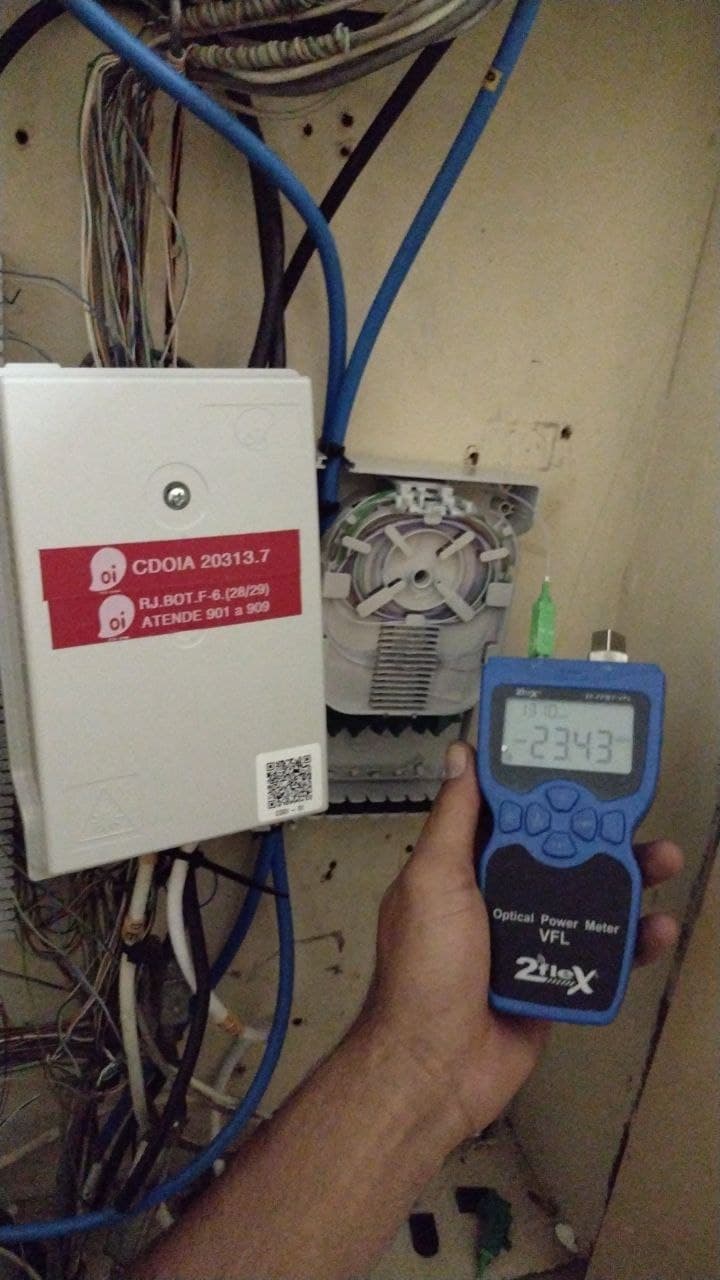 oi CDOIA 20313.7
oi RJ.BOT.F-6.(28/29)
ATENDE 901 a 909
1310
-23.43
Optical Power Meter
VFL
2flex